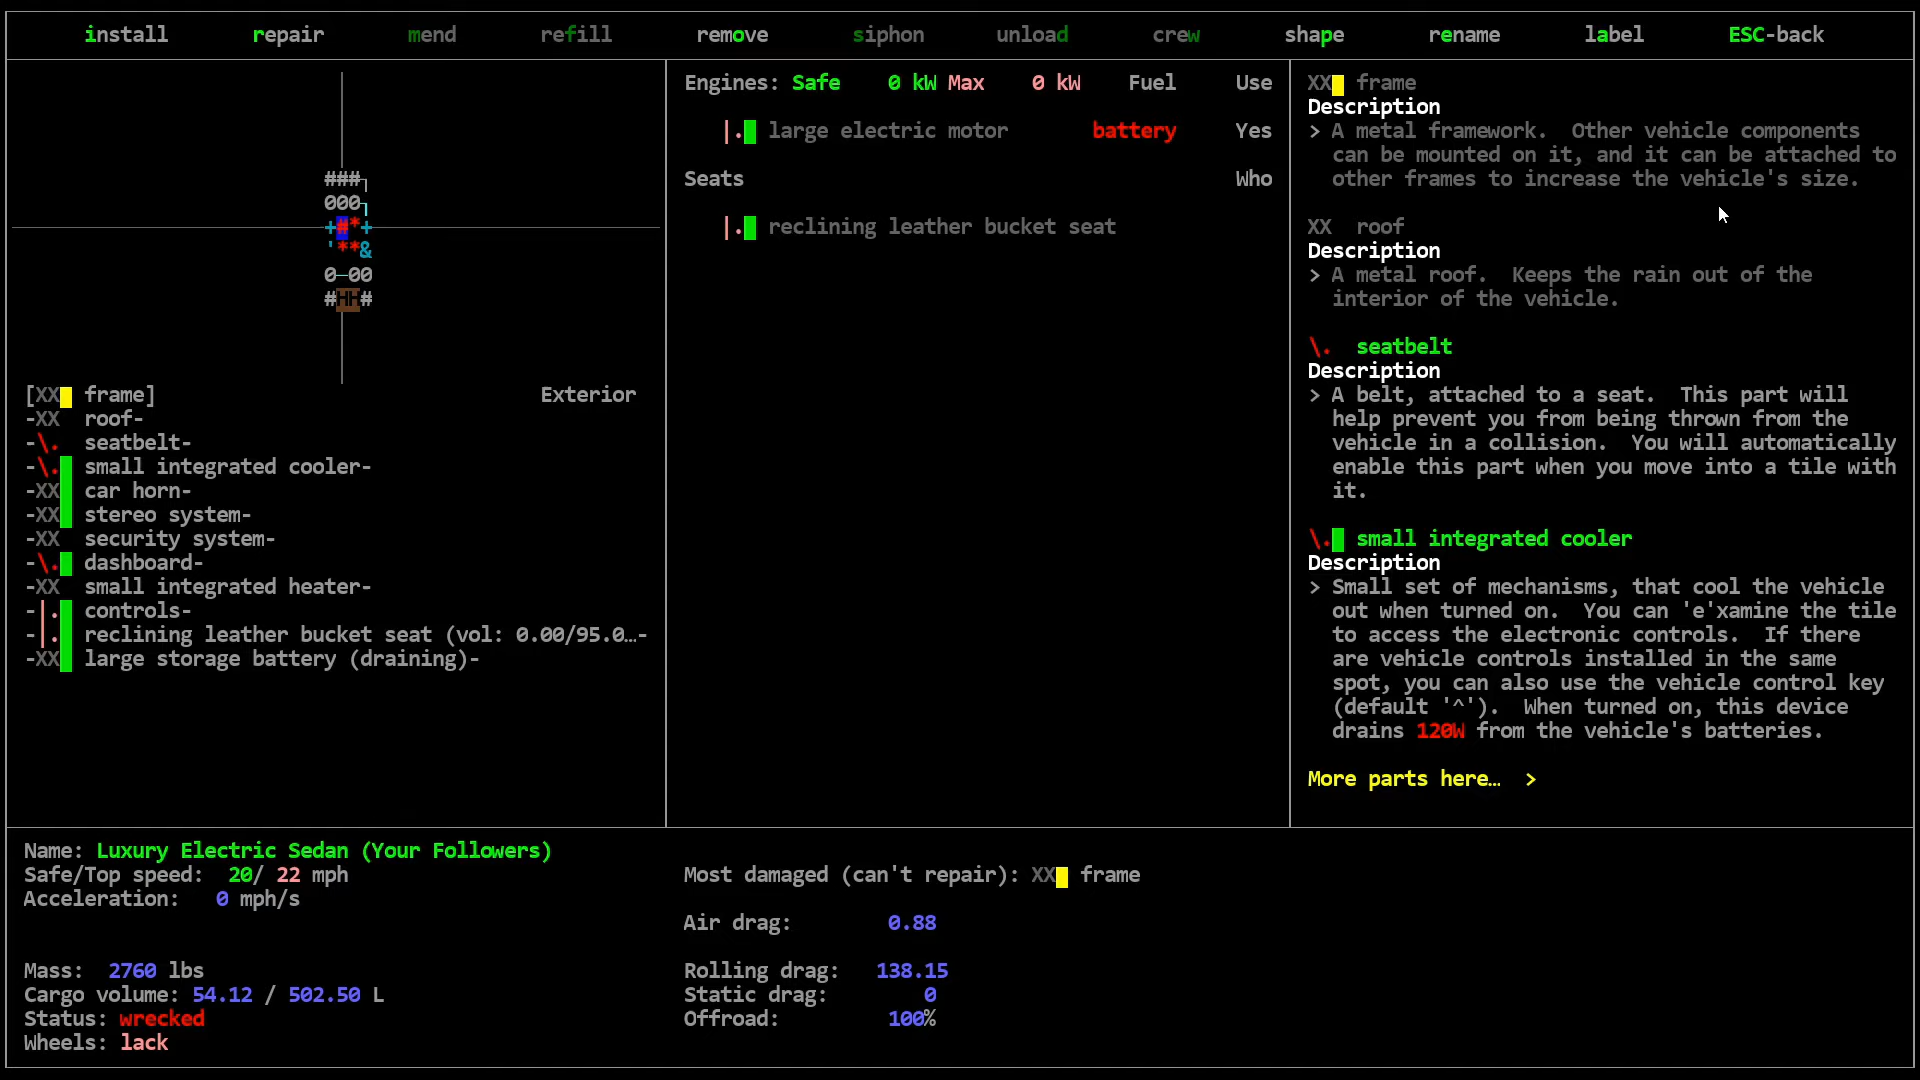 install repair mend refill remove siphon unload crew shape rename label ESC-back
###┐
000┐
+#*+
'**&
0─00
#HH#
[XX frame] Exterior
-XX roof-
-\. seatbelt-
-\. small integrated cooler-
-XX car horn-
-XX stereo system-
-XX security system-
-\. dashboard-
-XX small integrated heater-
-|. controls-
-|. reclining leather bucket seat (vol: 0.00/95.0…-
-XX large storage battery (draining)-
Engines: Safe 0 kW Max 0 kW Fuel Use
|. large electric motor battery Yes
Seats Who
|. reclining leather bucket seat
XX frame
Description
> A metal framework.  Other vehicle components
can be mounted on it, and it can be attached to
other frames to increase the vehicle's size.
XX roof
Description
> A metal roof.  Keeps the rain out of the
interior of the vehicle.
\. seatbelt
Description
> A belt, attached to a seat.  This part will
help prevent you from being thrown from the
vehicle in a collision.  You will automatically
enable this part when you move into a tile with
it.
\. small integrated cooler
Description
> Small set of mechanisms, that cool the vehicle
out when turned on.  You can 'e'xamine the tile
to access the electronic controls.  If there
are vehicle controls installed in the same
spot, you can also use the vehicle control key
(default '^').  When turned on, this device
drains 120W from the vehicle's batteries.
More parts here… >
Name: Luxury Electric Sedan (Your Followers)
Safe/Top speed: 20/ 22 mph
Acceleration: 0 mph/s
Mass: 2760 lbs
Cargo volume: 54.12 / 502.50 L
Status: wrecked
Wheels: lack
Most damaged (can't repair): XX frame
Air drag: 0.88
Rolling drag: 138.15
Static drag: 0
Offroad: 100%